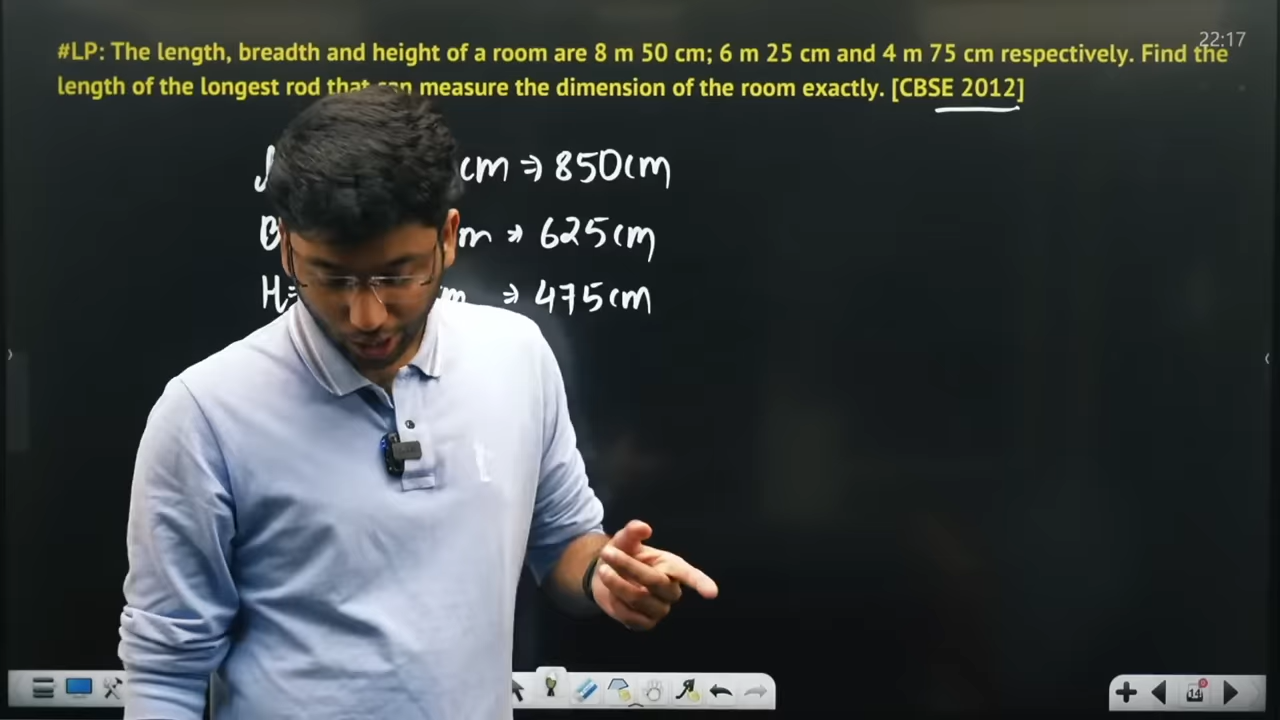 22:17
#LP: The length, breadth and height of a room are 8 m 50 cm; 6 m 25 cm and 4 m 75 cm respectively. Find the
length of the longest rod that can measure the dimension of the room exactly. [CBSE 2012]
cm ⇒ 850cm
m ⇒ 625cm
H= m ⇒ 475cm
14